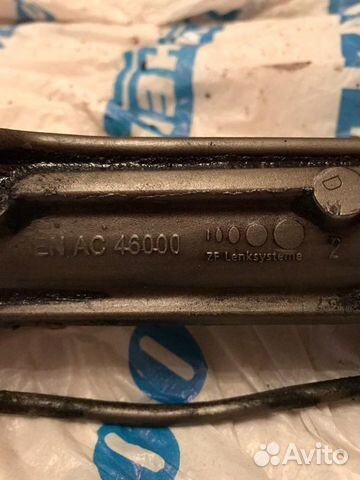 D
EN AC 46000
ZF Lenksysteme
2
Avito